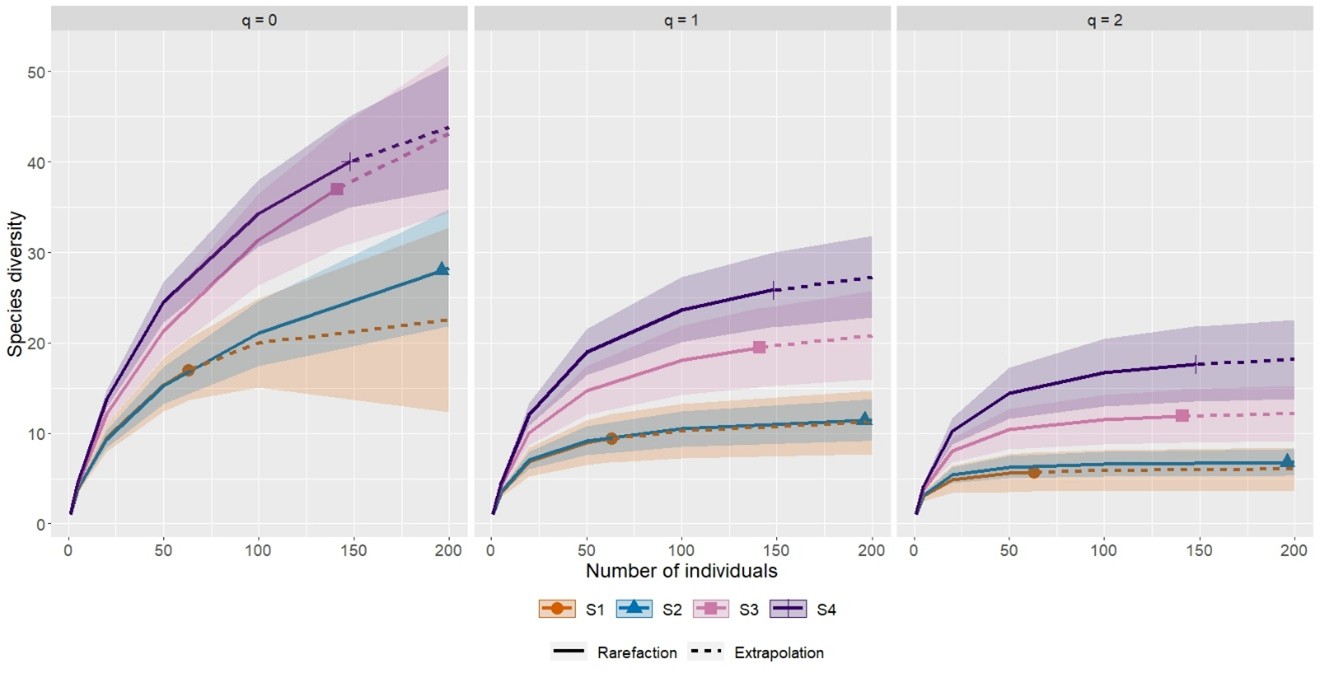 q = 0 q = 1 q = 2
Species diversity
50
40
30
20
10
0
0 50 100 150 200 0 50 100 150 200 0 50 100 150 200
Number of individuals
S1 S2 S3 S4
Rarefaction Extrapolation